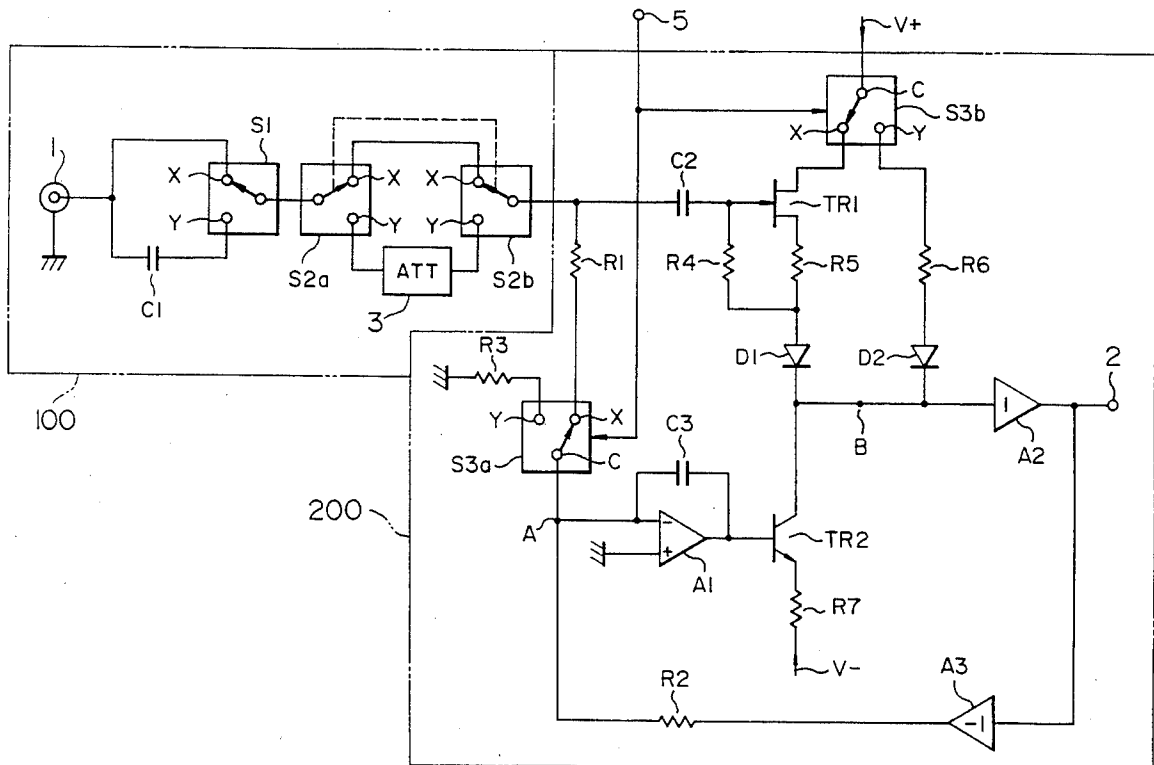 5
V+
C
S3b
X
Y
1
S1
X
Y
C1
X
Y
S2a
X
Y
S2b
ATT
3
C2
TR1
R1
R4
R5
R6
D1
D2
2
R3
Y
X
S3a
C
C3
B
1
A2
100
200
A
-
+
A1
TR2
R7
V-
R2
A3
-1